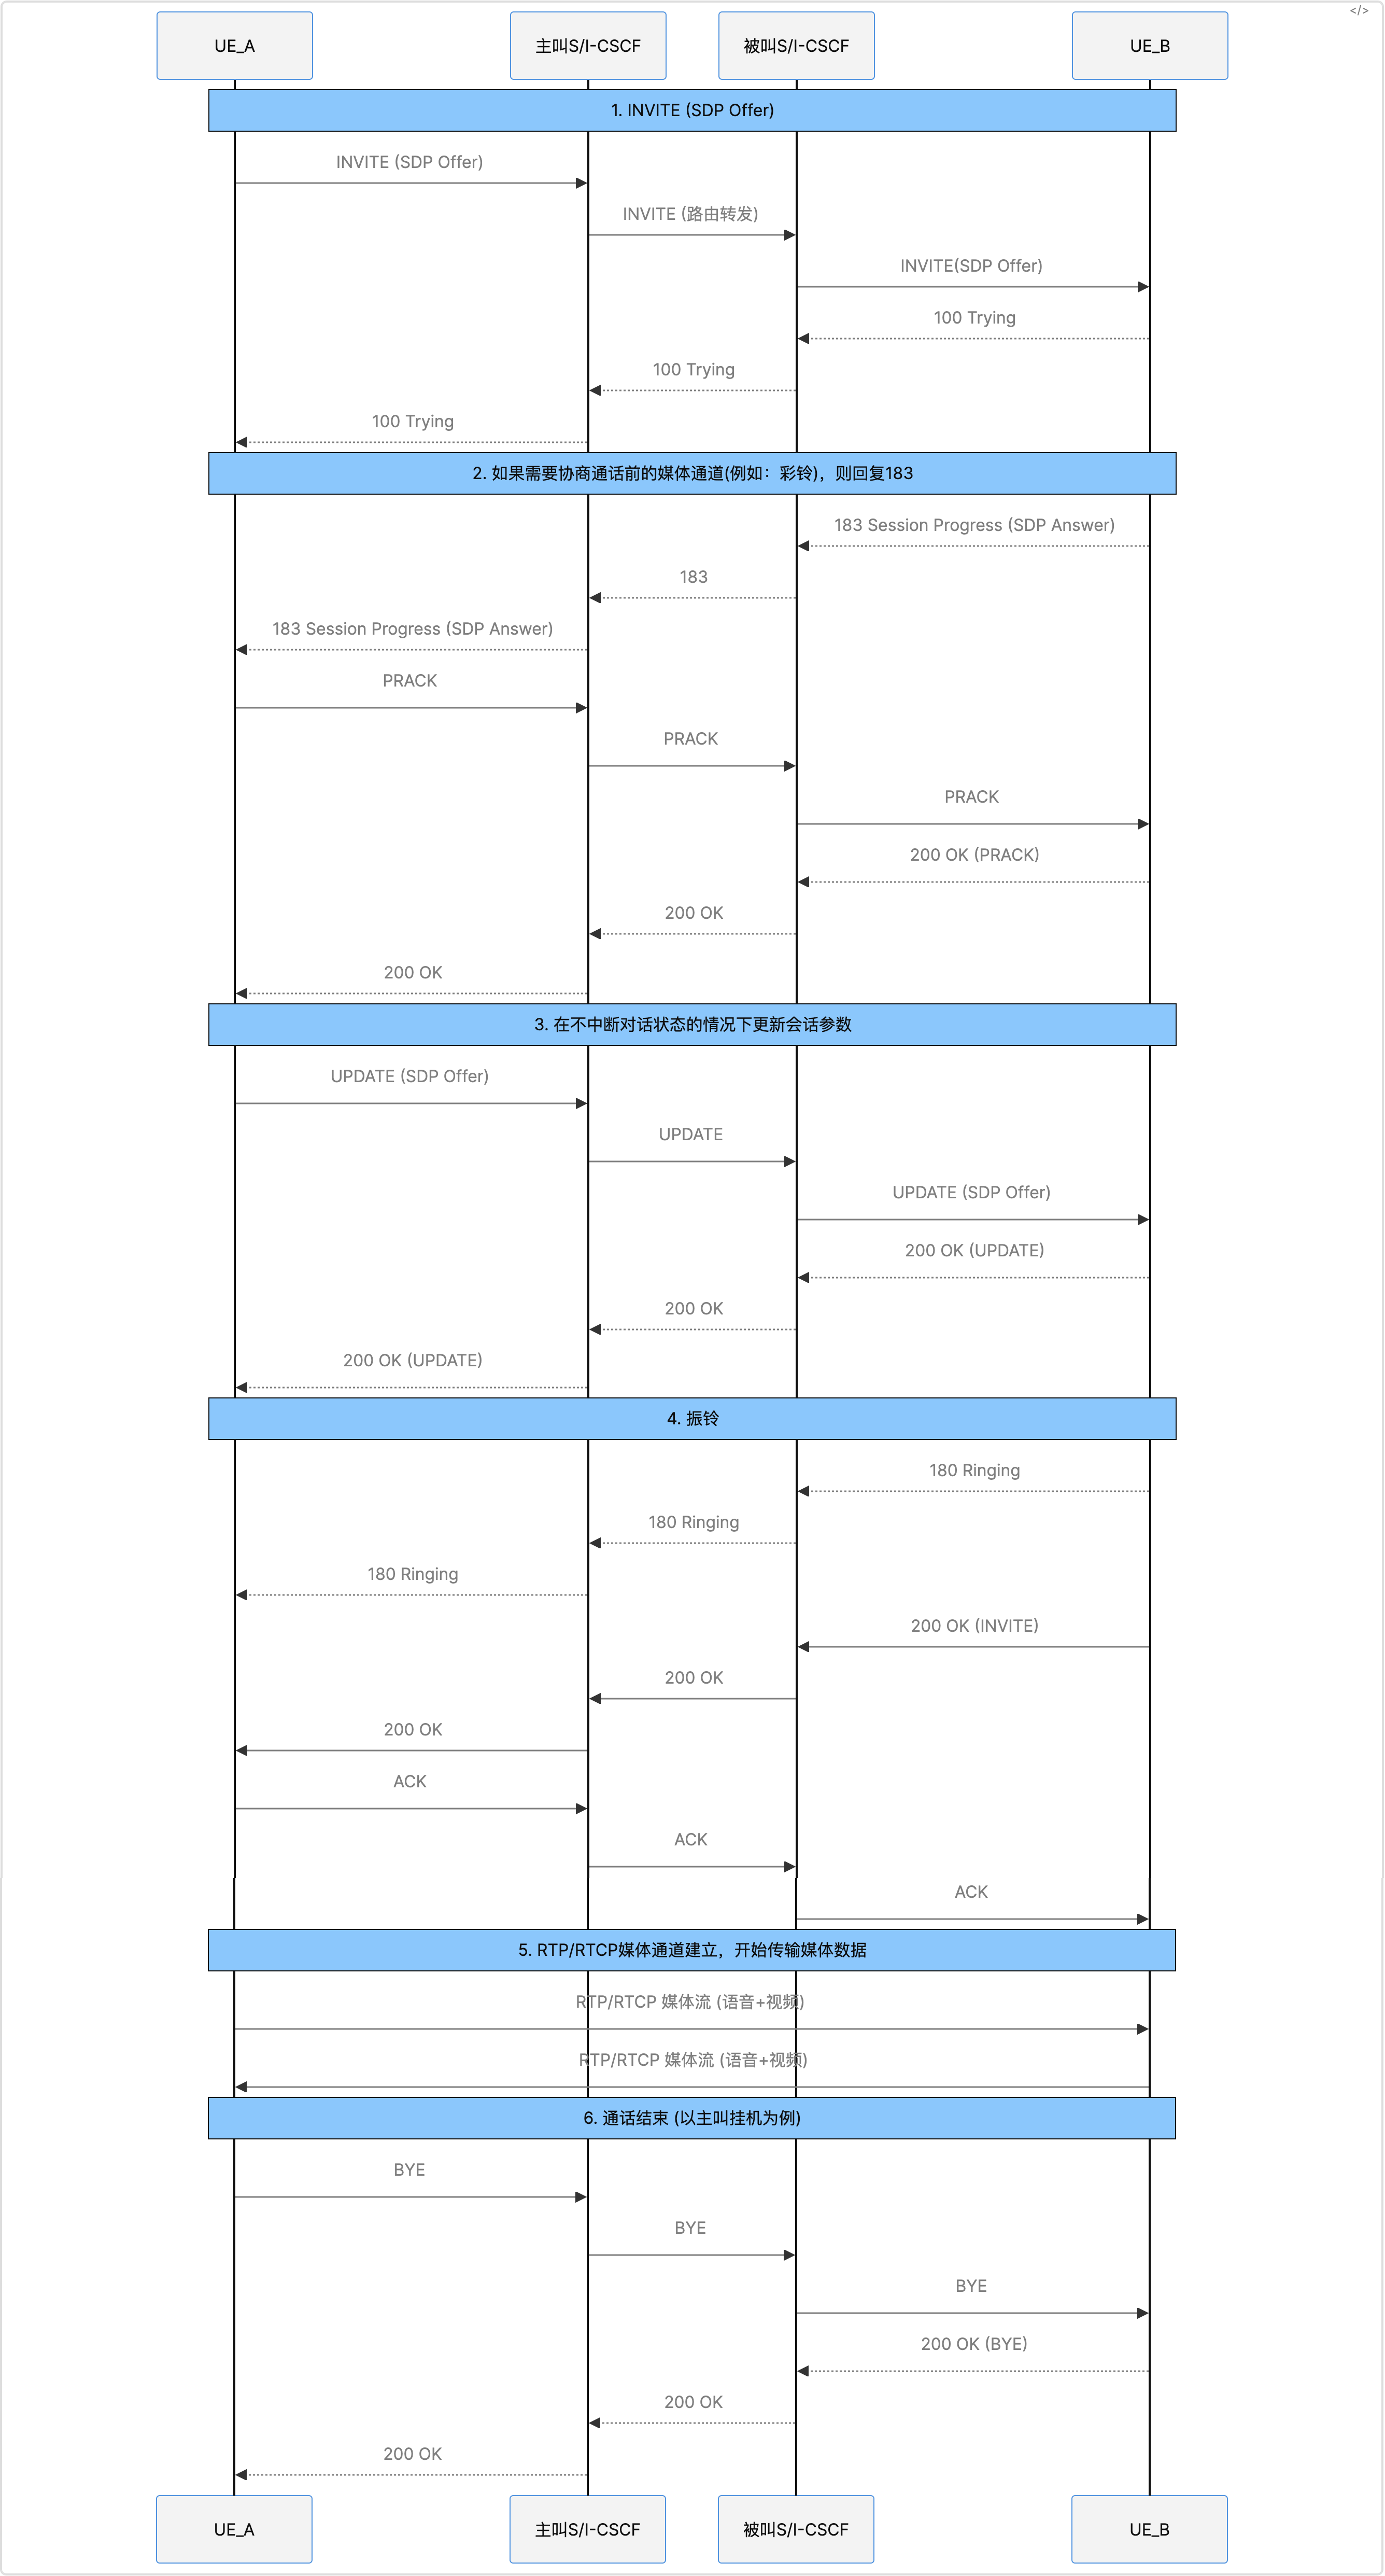 </>
UE_A
主叫S/I-CSCF
被叫S/I-CSCF
UE_B
1. INVITE (SDP Offer)
INVITE (SDP Offer)
INVITE (路由转发)
INVITE(SDP Offer)
100 Trying
100 Trying
100 Trying
2. 如果需要协商通话前的媒体通道(例如：彩铃)，则回复183
183 Session Progress (SDP Answer)
183
183 Session Progress (SDP Answer)
PRACK
PRACK
PRACK
200 OK (PRACK)
200 OK
200 OK
3. 在不中断对话状态的情况下更新会话参数
UPDATE (SDP Offer)
UPDATE
UPDATE (SDP Offer)
200 OK (UPDATE)
200 OK
200 OK (UPDATE)
4. 振铃
180 Ringing
180 Ringing
180 Ringing
200 OK (INVITE)
200 OK
200 OK
ACK
ACK
ACK
5. RTP/RTCP媒体通道建立，开始传输媒体数据
RTP/RTCP 媒体流 (语音+视频)
RTP/RTCP 媒体流 (语音+视频)
6. 通话结束 (以主叫挂机为例)
BYE
BYE
BYE
200 OK (BYE)
200 OK
200 OK
UE_A
主叫S/I-CSCF
被叫S/I-CSCF
UE_B